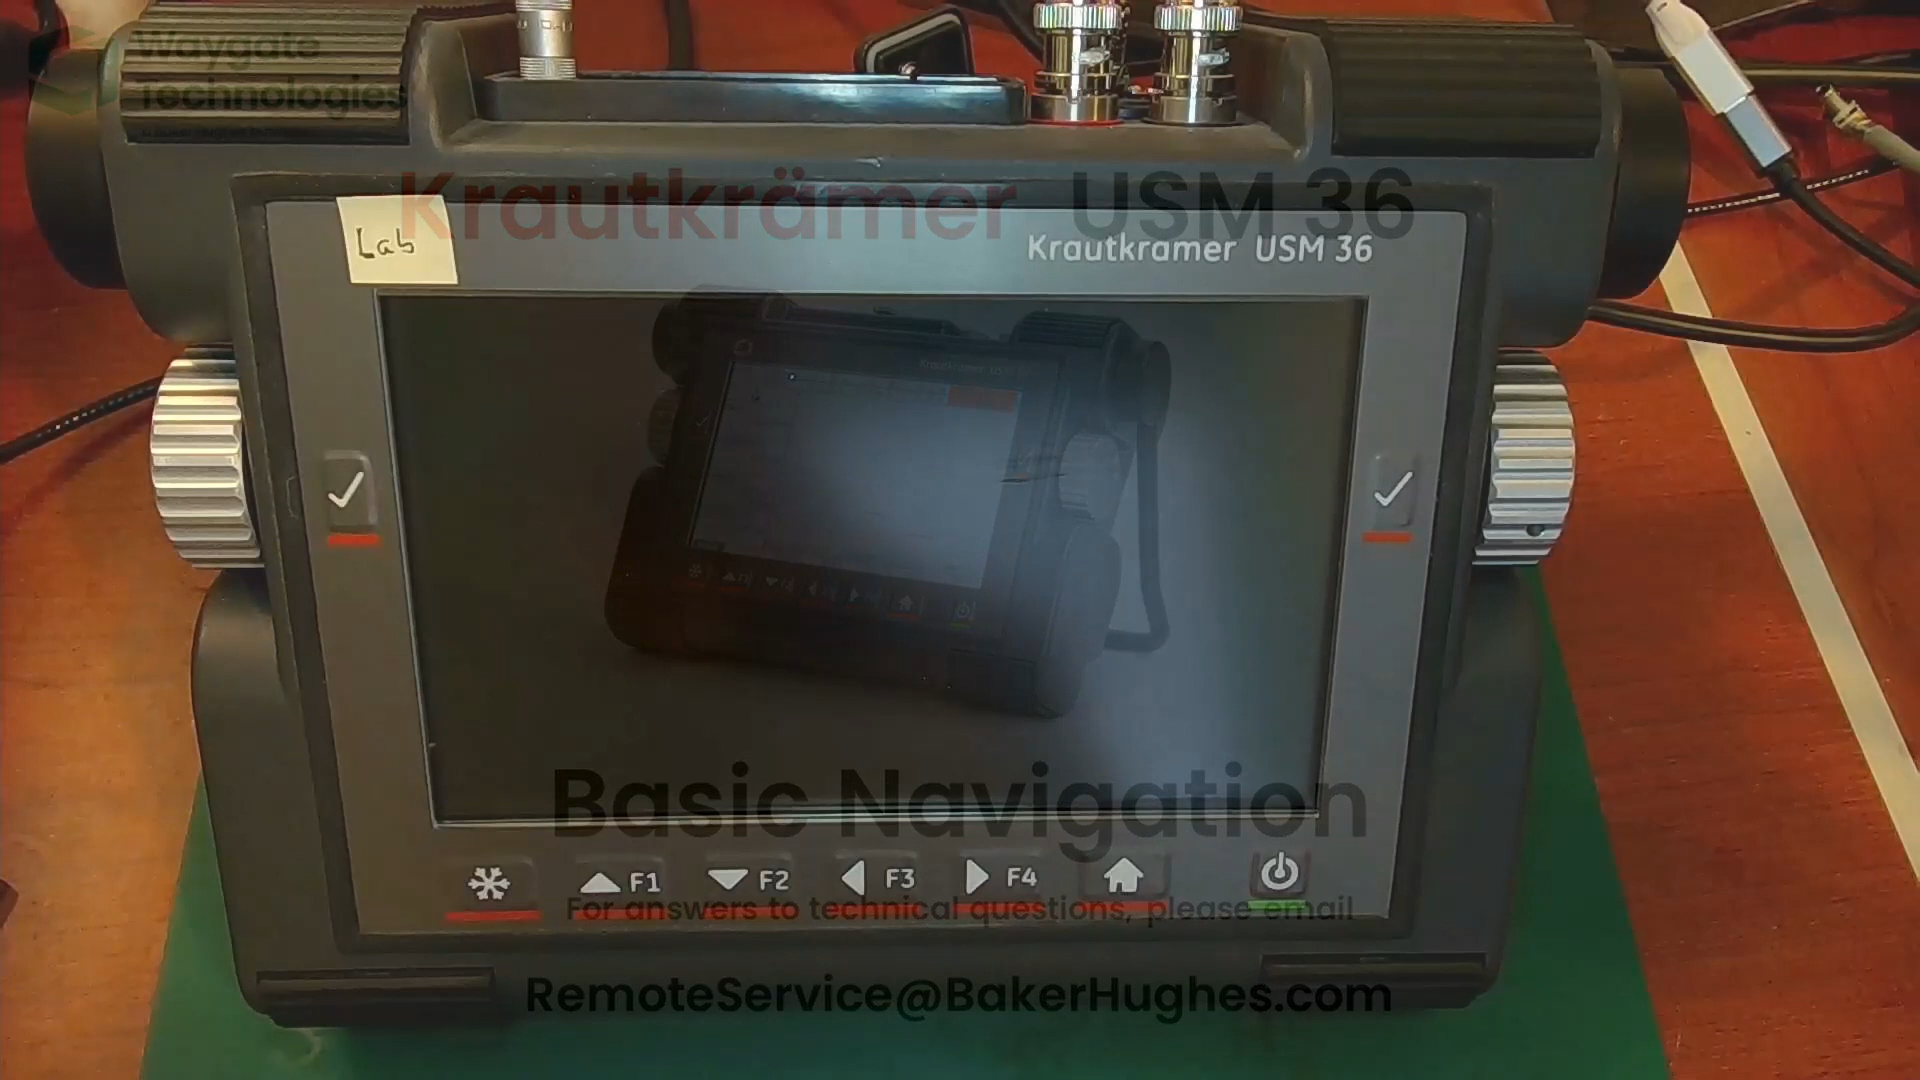 Waygate
Technologies
Krautkrämer USM 36
Lab
Krautkramer USM 36
Basic Navigation
F1 F2 F3 F4
For answers to technical questions, please email
RemoteService@BakerHughes.com